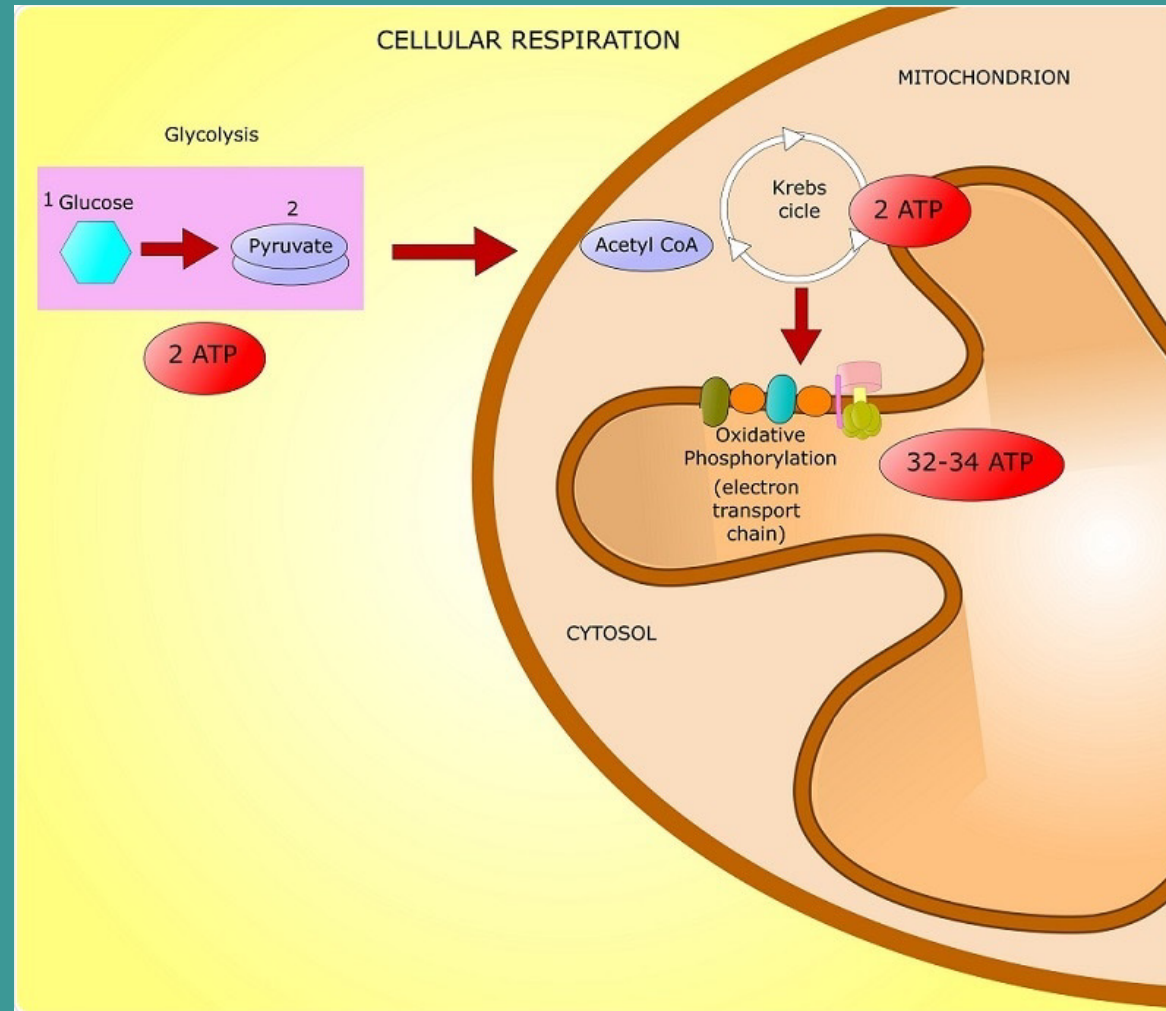 CELLULAR RESPIRATION
MITOCHONDRION
Glycolysis
1 Glucose
2
Pyruvate
2 ATP
Acetyl CoA
Krebs
cicle
2 ATP
Oxidative
Phosphorylation
(electron
transport
chain)
32-34 ATP
CYTOSOL